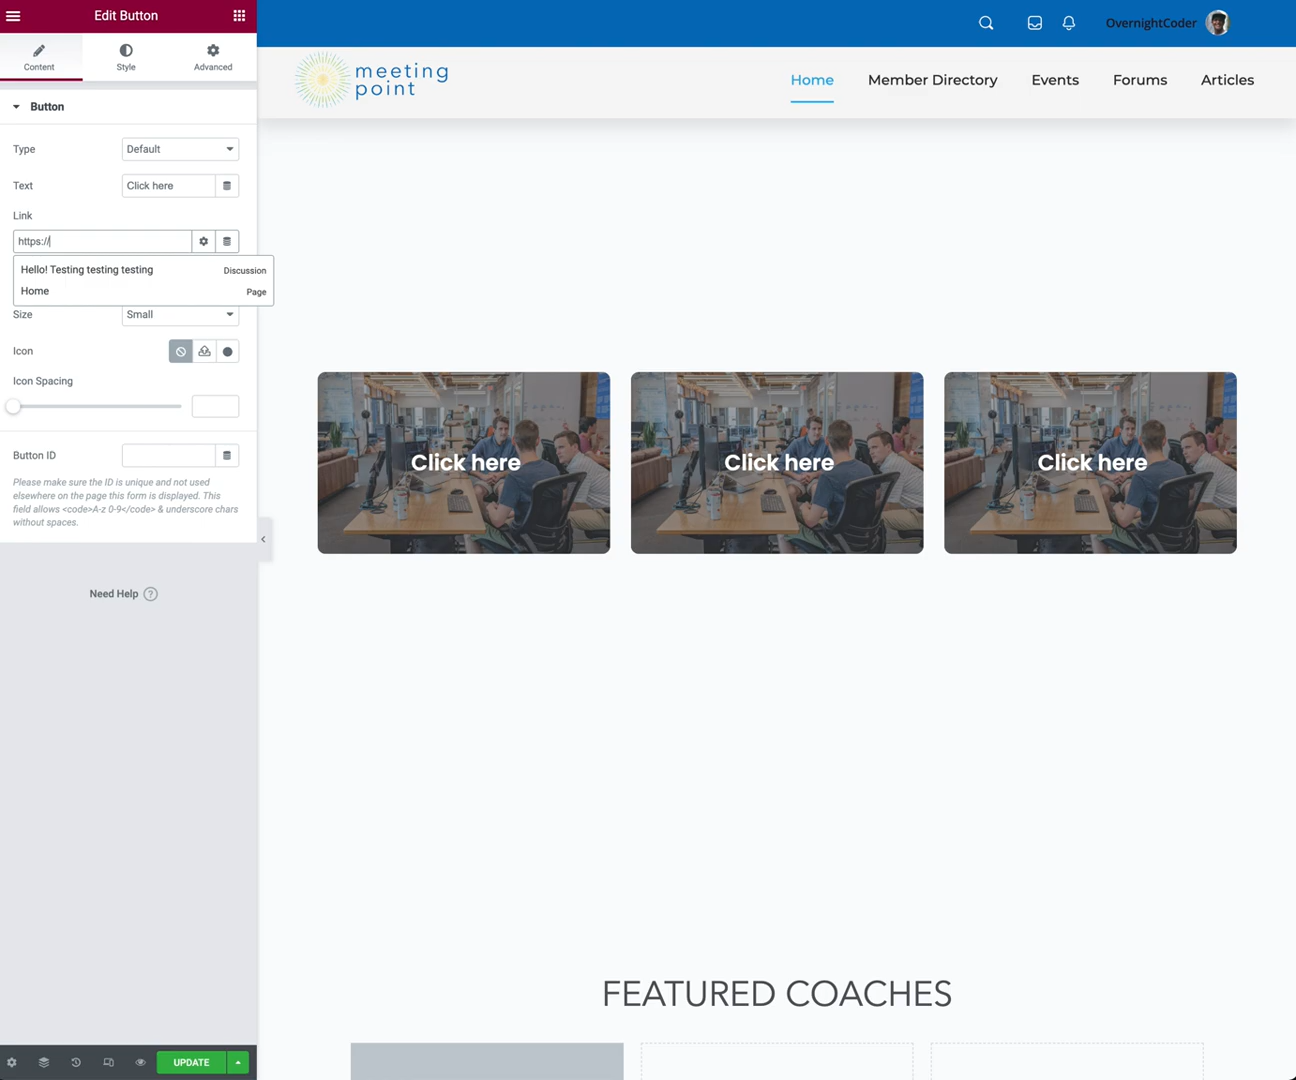 Edit Button
Content
Style
Advanced
Button
Type
Default
Text
Click here
Link
https://
Hello! Testing testing testing
Discussion
Home
Page
Size
Small
Icon
Icon Spacing
Button ID
Please make sure the ID is unique and not used
elsewhere on the page this form is displayed. This
field allows <code>A-z 0-9</code> & underscore chars
without spaces.
Need Help
UPDATE
OvernightCoder
meeting
point
Home
Member Directory
Events
Forums
Articles
Click here
Click here
Click here
FEATURED COACHES